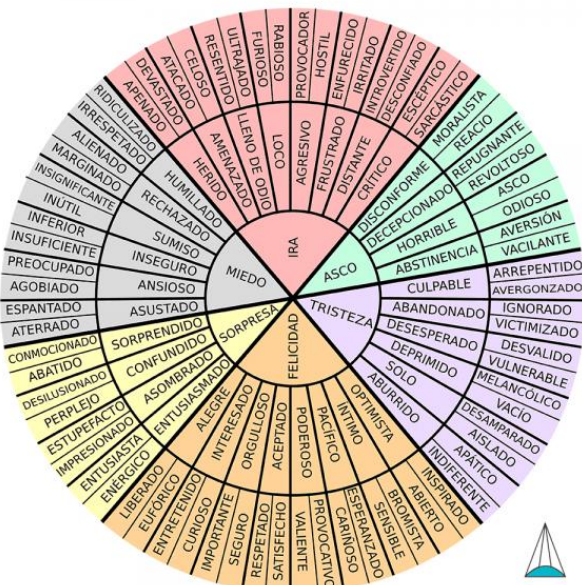 IRA
HERIDO
AMENAZADO
LLENO DE ODIO
LOCO
AGRESIVO
FRUSTRADO
DISTANTE
CRÍTICO
APENADO
DEVASTADO
ATACADO
CELOSO
RESENTIDO
ULTRAJADO
FURIOSO
RABIOSO
PROVOCADOR
HOSTIL
ENFURECIDO
IRRITADO
INTROVERTIDO
DESCONFIADO
ESCÉPTICO
SARCÁSTICO
ASCO
DISCONFORME
DECEPCIONADO
HORRIBLE
ABSTINENCIA
MORALISTA
REACIO
REPUGNANTE
REVOLTOSO
ASCO
ODIOSO
AVERSIÓN
VACILANTE
TRISTEZA
CULPABLE
ABANDONADO
DESESPERADO
DEPRIMIDO
SOLO
ABURRIDO
ARREPENTIDO
AVERGONZADO
IGNORADO
VICTIMIZADO
DESVALIDO
VULNERABLE
MELANCÓLICO
VACÍO
DESAMPARADO
AISLADO
APÁTICO
INDIFERENTE
FELICIDAD
OPTIMISTA
ÍNTIMO
PACÍFICO
PODEROSO
ACEPTADO
ORGULLOSO
INTERESADO
ALEGRE
INSPIRADO
ABIERTO
BROMISTA
SENSIBLE
ESPERANZADO
CARIÑOSO
PROVOCATIVO
VALIENTE
SATISFECHO
RESPETADO
SEGURO
IMPORTANTE
CURIOSO
ENTRETENIDO
EUFÓRICO
LIBERADO
SORPRESA
ENTUSIASMADO
ASOMBRADO
CONFUNDIDO
SORPRENDIDO
ENÉRGICO
ENTUSIASTA
IMPRESIONADO
ESTUPEFACTO
PERPLEJO
DESILUSIONADO
ABATIDO
CONMOCIONADO
MIEDO
ASUSTADO
ANSIOSO
INSEGURO
SUMISO
RECHAZADO
HUMILLADO
ATERRADO
ESPANTADO
AGOBIADO
PREOCUPADO
INSUFICIENTE
INFERIOR
INÚTIL
INSIGNIFICANTE
MARGINADO
ALIENADO
IRRESPETADO
RIDICULIZADO